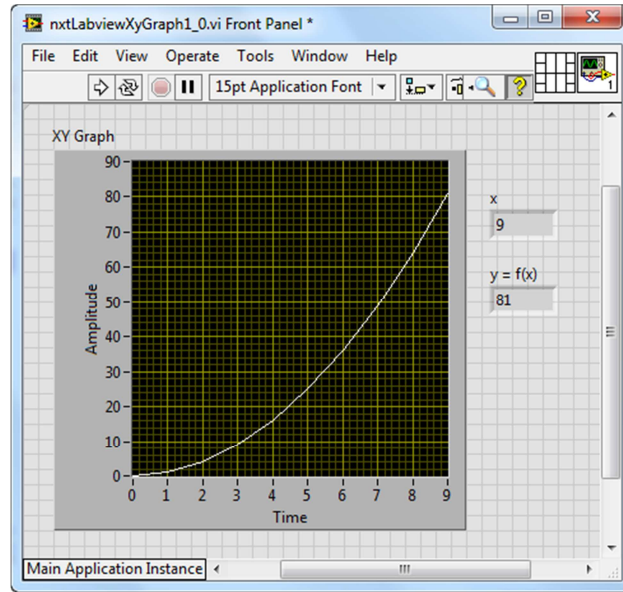 nxtLabviewXyGraph1_0.vi Front Panel *
File Edit View Operate Tools Window Help
15pt Application Font
1
XY Graph
90
80
70
60
50
40
30
20
10
0
Amplitude
0 1 2 3 4 5 6 7 8 9
Time
x
9
y = f(x)
81
Main Application Instance